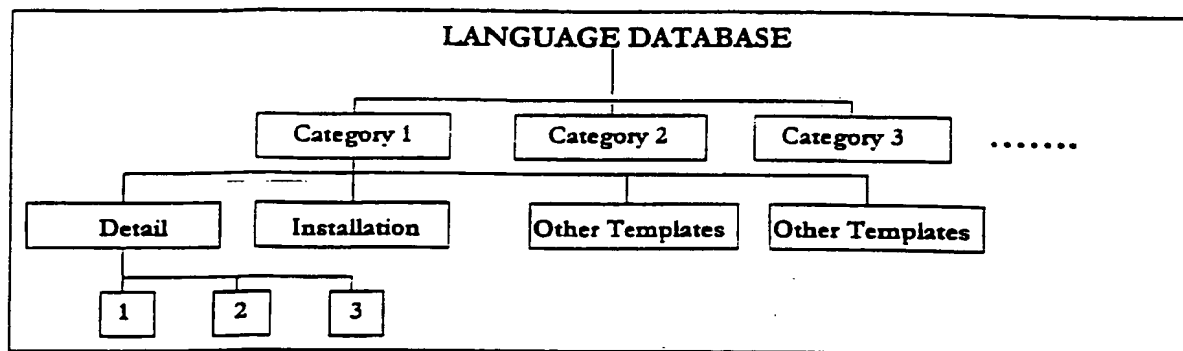 LANGUAGE DATABASE
Category 1 Category 2 Category 3 .......
Detail Installation Other Templates Other Templates
1 2 3